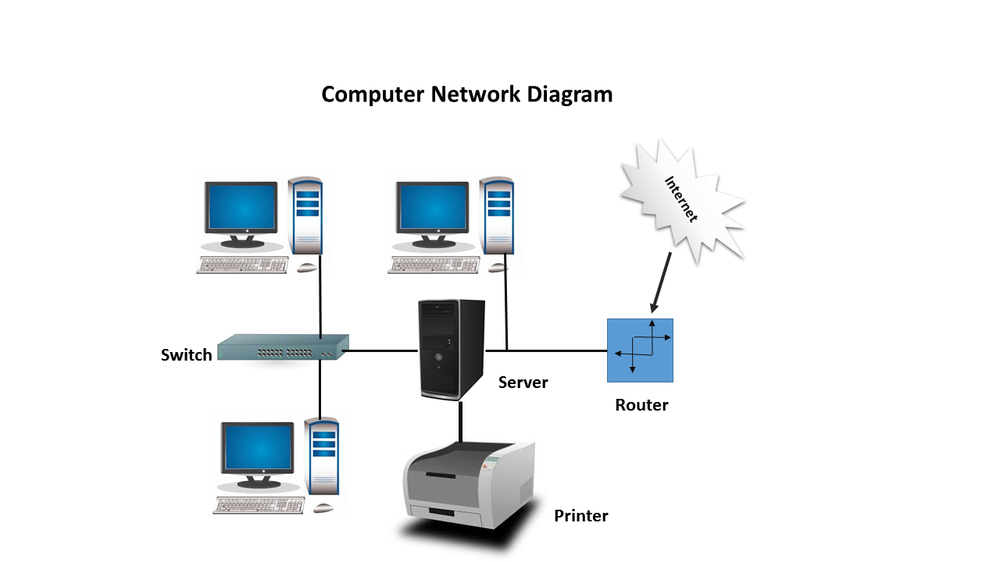 Computer Network Diagram
Internet
Switch
Server
Router
Printer